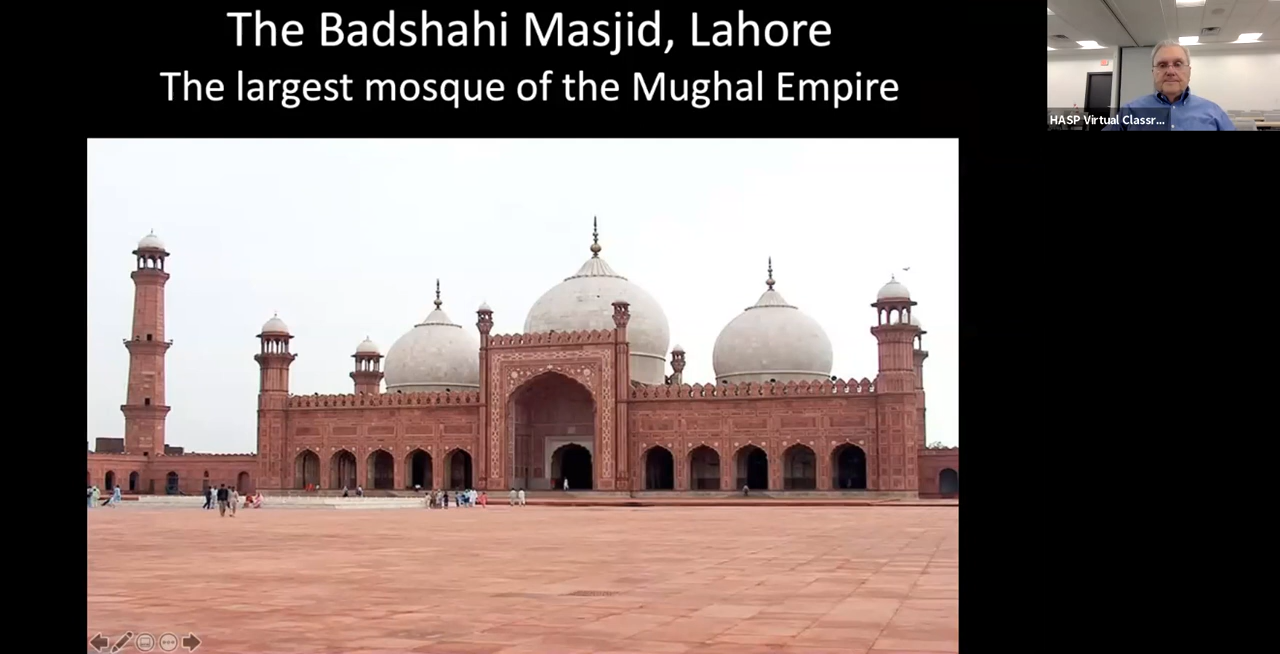 The Badshahi Masjid, Lahore
The largest mosque of the Mughal Empire
HASP Virtual Classr...